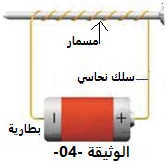 مسمار
سلك نحاسي
- +
بطارية
الوثيقة -04-